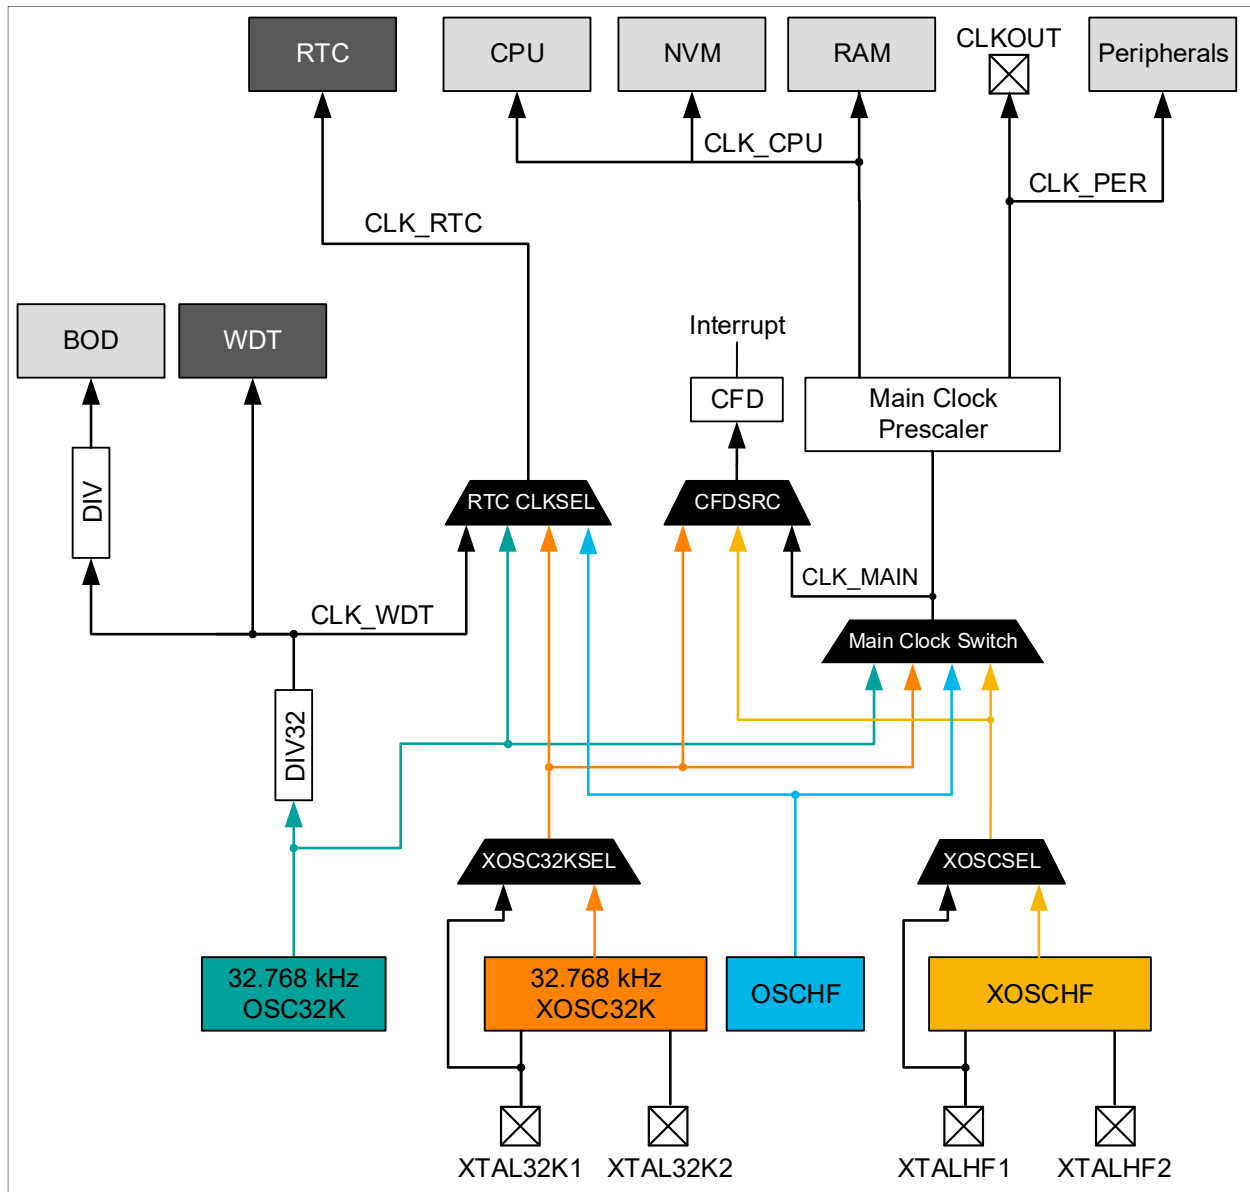 RTC
CPU
NVM
RAM
CLKOUT
Peripherals
CLK_CPU
CLK_PER
CLK_RTC
BOD
WDT
Interrupt
CFD
Main Clock
Prescaler
DIV
RTC CLKSEL
CFDSRC
CLK_MAIN
CLK_WDT
Main Clock Switch
DIV32
XOSC32KSEL
XOSCSEL
32.768 kHz
OSC32K
32.768 kHz
XOSC32K
OSCHF
XOSCHF
XTAL32K1
XTAL32K2
XTALHF1
XTALHF2